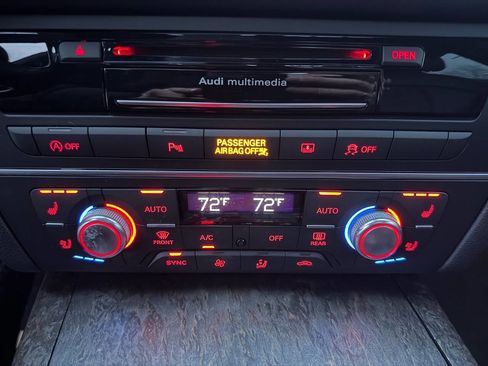 OPEN
Audi multimedia
OFF
P
PASSENGER
AIR BAG OFF
OFF
72°F 72°F
AUTO
AUTO
FRONT
A/C
OFF
REAR
SYNC